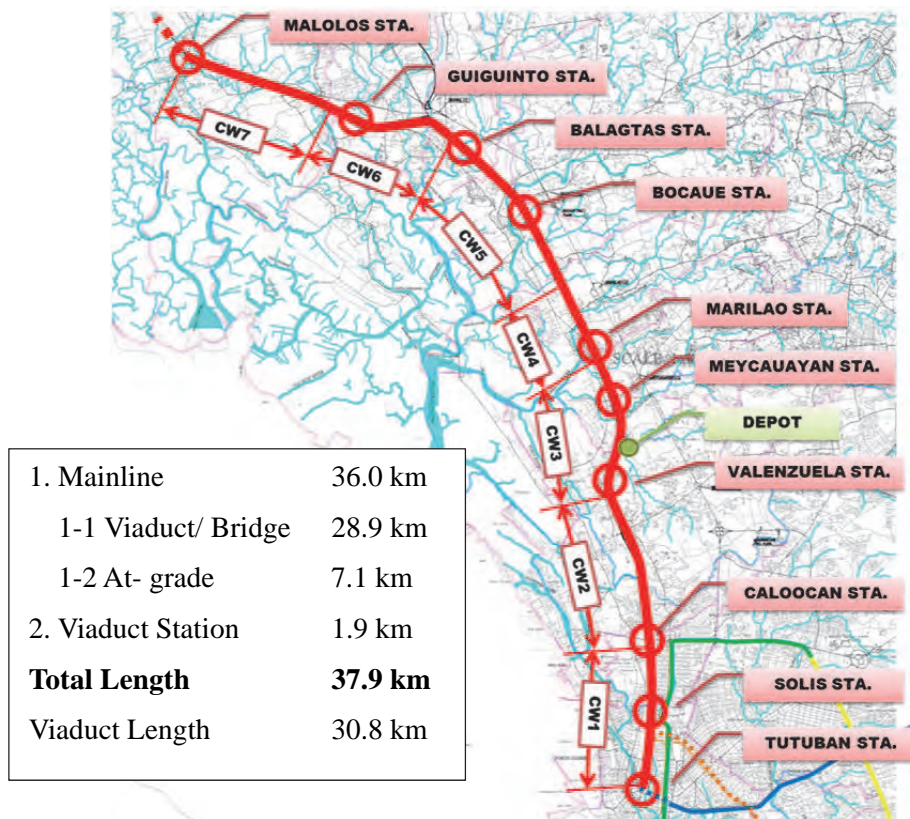 MALOLOS STA.
GUIGUINTO STA.
BALAGTAS STA.
BOCAUE STA.
MARILAO STA.
MEYCAUAYAN STA.
DEPOT
VALENZUELA STA.
CALOOCAN STA.
SOLIS STA.
TUTUBAN STA.
CW7
CW6
CW5
CW4
CW3
CW2
CW1
1. Mainline 36.0 km
1-1 Viaduct/ Bridge 28.9 km
1-2 At- grade 7.1 km
2. Viaduct Station 1.9 km
Total Length 37.9 km
Viaduct Length 30.8 km